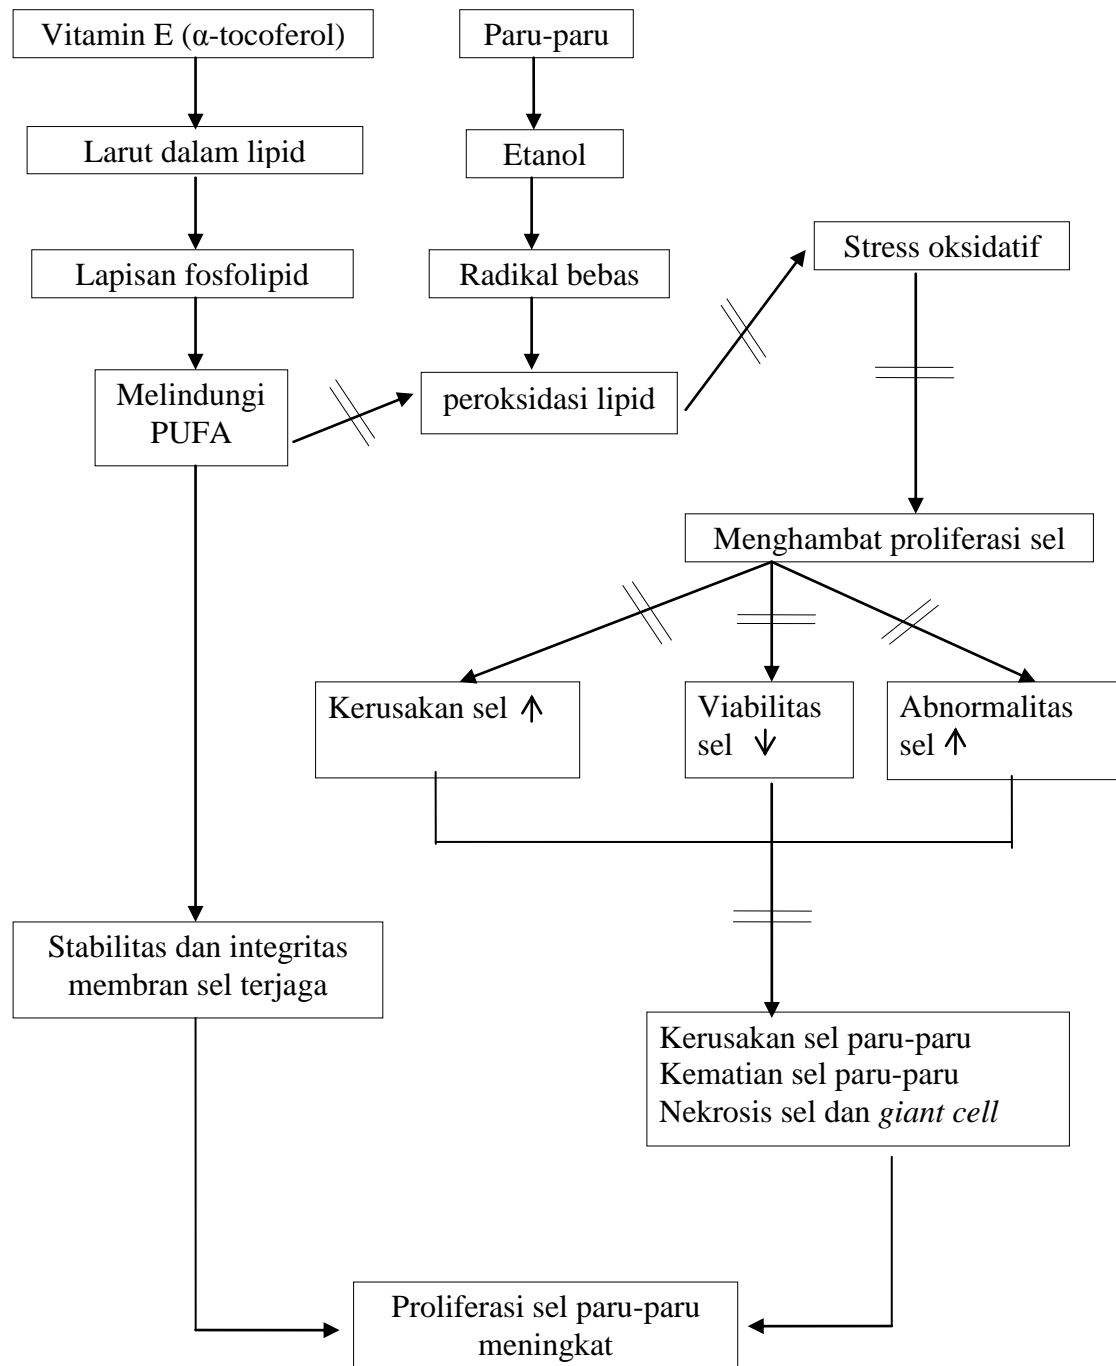 Vitamin E (α-tocoferol)
Paru-paru
Larut dalam lipid
Etanol
Lapisan fosfolipid
Radikal bebas
Stress oksidatif
Melindungi
PUFA
peroksidasi lipid
Menghambat proliferasi sel
Kerusakan sel ↑
Viabilitas
sel ↓
Abnormalitas
sel ↑
Stabilitas dan integritas
membran sel terjaga
Kerusakan sel paru-paru
Kematian sel paru-paru
Nekrosis sel dan giant cell
Proliferasi sel paru-paru
meningkat